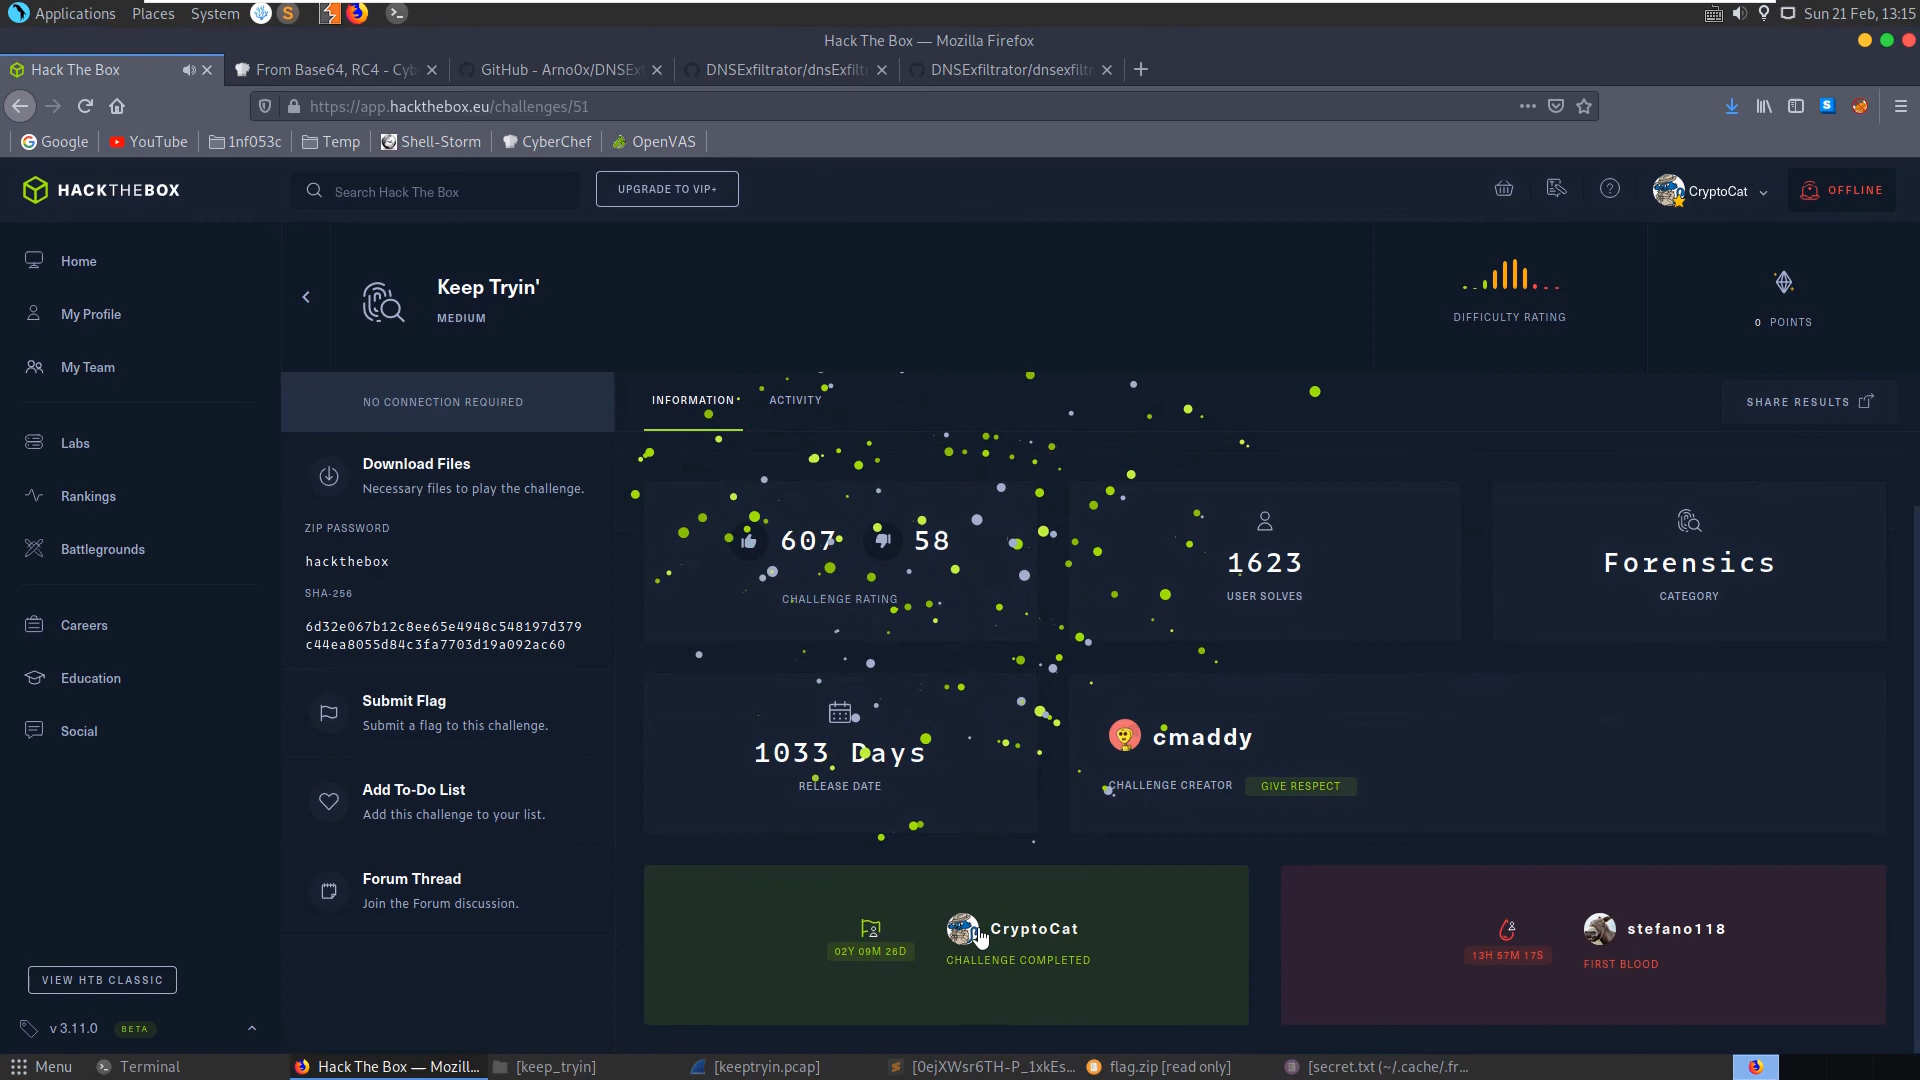 Applications Places System Sun 21 Feb, 13:15
Hack The Box — Mozilla Firefox
Hack The Box From Base64, RC4 - Cyb GitHub - Arno0x/DNSEx DNSExfiltrator/dnsExfilt DNSExfiltrator/dnsexfilt
https://app.hackthebox.eu/challenges/51
Google YouTube 1nf053c Temp Shell-Storm CyberChef OpenVAS
HACKTHEBOX Search Hack The Box UPGRADE TO VIP+ CryptoCat OFFLINE
Home
My Profile
My Team
Labs
Rankings
Battlegrounds
Careers
Education
Social
VIEW HTB CLASSIC
v 3.11.0 BETA
Keep Tryin'
MEDIUM
DIFFICULTY RATING
0 POINTS
NO CONNECTION REQUIRED
INFORMATION ACTIVITY SHARE RESULTS
Download Files
Necessary files to play the challenge.
ZIP PASSWORD
hackthebox
SHA-256
6d32e067b12c8ee65e4948c548197d379
c44ea8055d84c3fa7703d19a092ac60
Submit Flag
Submit a flag to this challenge.
Add To-Do List
Add this challenge to your list.
Forum Thread
Join the Forum discussion.
607 58
CHALLENGE RATING
1623
USER SOLVES
Forensics
CATEGORY
1033 Days
RELEASE DATE
cmaddy
CHALLENGE CREATOR GIVE RESPECT
02Y 09M 26D
CryptoCat
CHALLENGE COMPLETED
13H 57M 17S
stefano118
FIRST BLOOD
Menu Terminal Hack The Box — Mozill... [keep_tryin] [keeptryin.pcap] [0ejXWsr6TH-P_1xkEs... flag.zip [read only] [secret.txt (~/.cache/.fr...